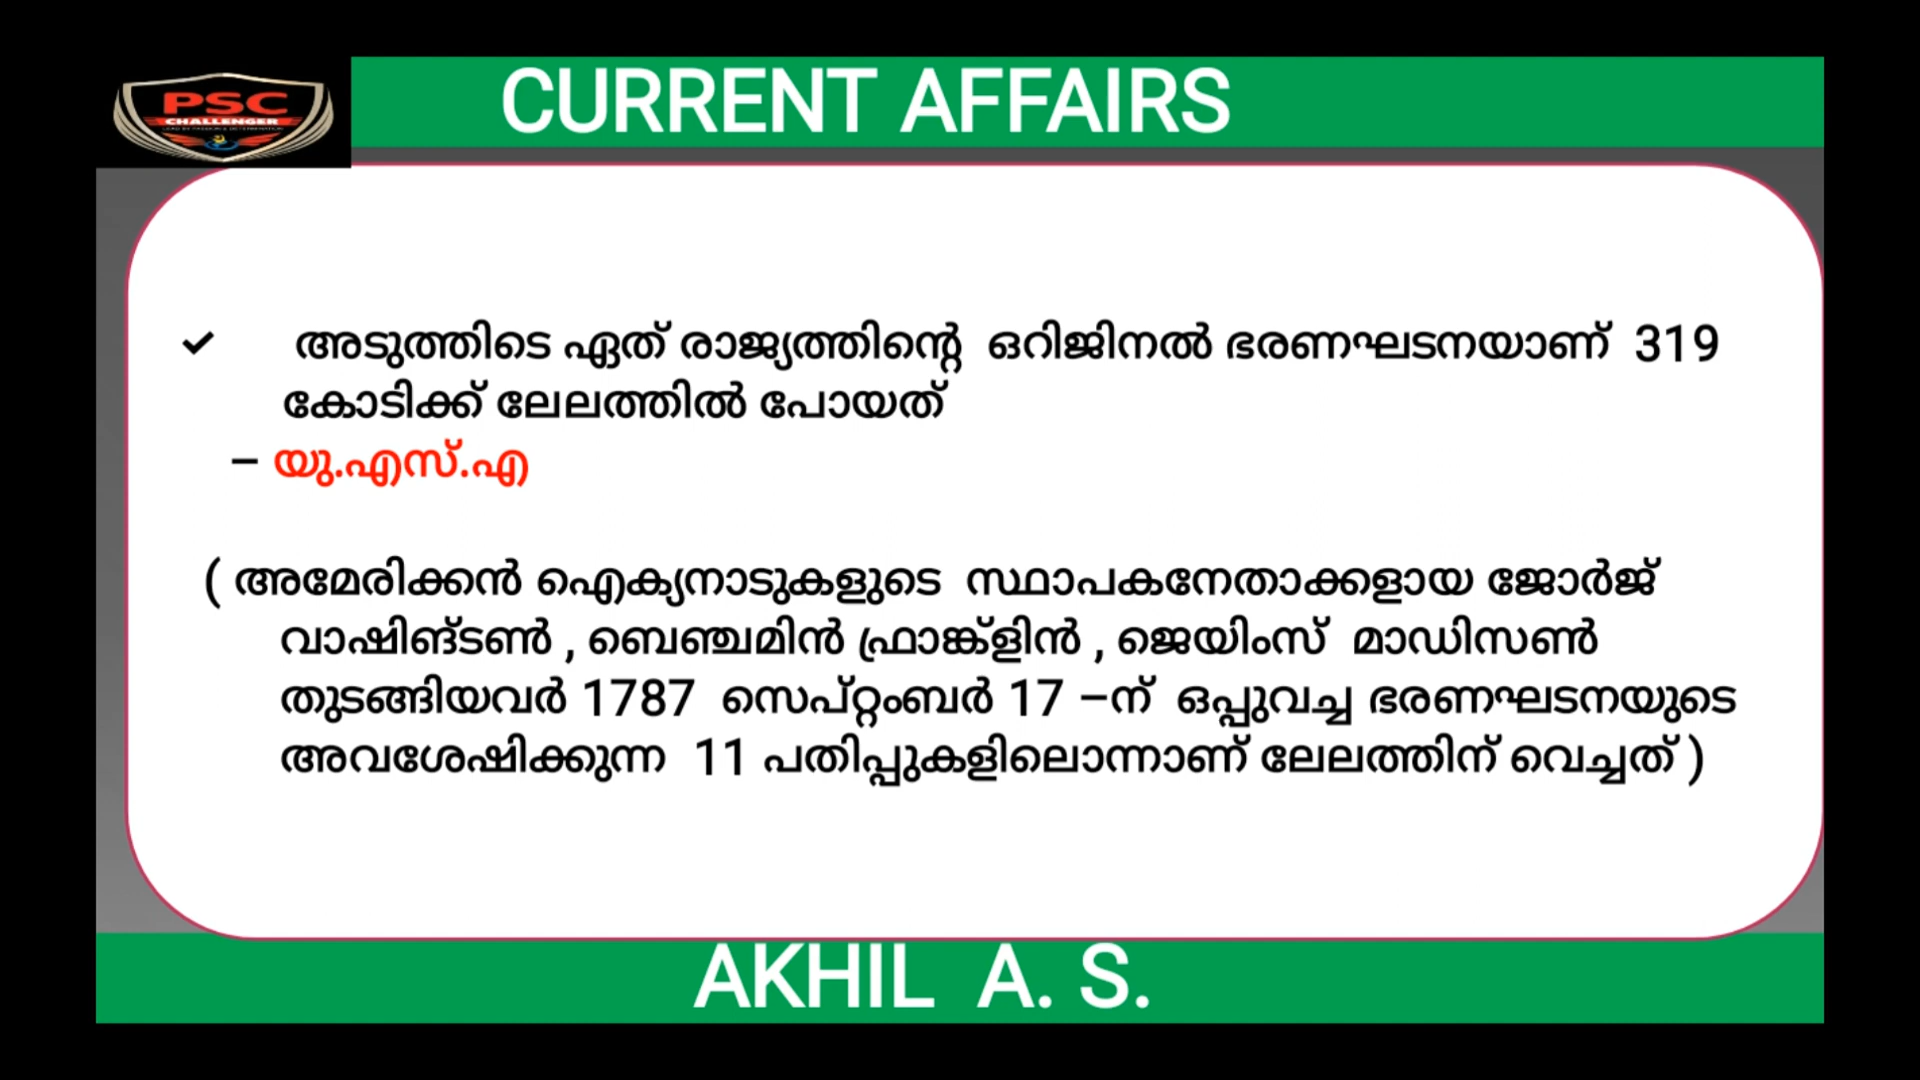 CURRENT AFFAIRS
PSC
CHALLENGER
✓ അടുത്തിടെ ഏത് രാജ്യത്തിന്റെ ഒറിജിനൽ ഭരണഘടനയാണ് 319
കോടിക്ക് ലേലത്തിൽ പോയത്
– യു.എസ്.എ
( അമേരിക്കൻ ഐക്യനാടുകളുടെ സ്ഥാപകനേതാക്കളായ ജോർജ്
വാഷിങ്ടൺ , ബെഞ്ചമിൻ ഫ്രാങ്ക്ളിൻ , ജെയിംസ് മാഡിസൺ
തുടങ്ങിയവർ 1787 സെപ്റ്റംബർ 17 –ന് ഒപ്പുവച്ച ഭരണഘടനയുടെ
അവശേഷിക്കുന്ന 11 പതിപ്പുകളിലൊന്നാണ് ലേലത്തിന് വെച്ചത് )
AKHIL A. S.